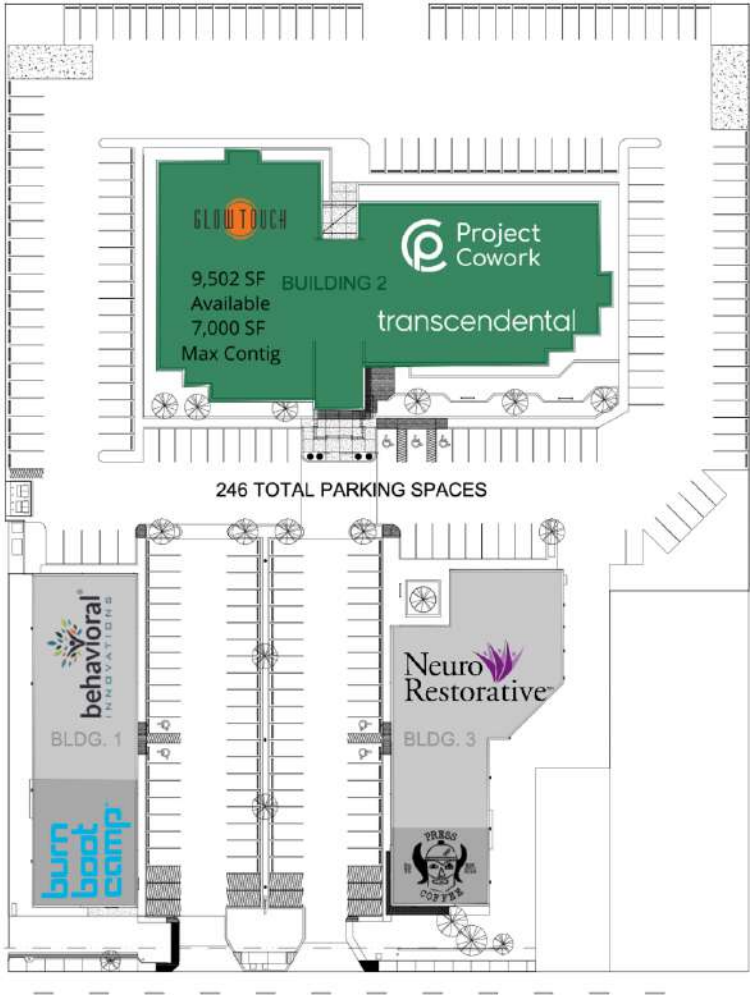 GLOWTOUCH
9,502 SF
Available
7,000 SF
Max Contig
BUILDING 2
Project
Cowork
transcendental
246 TOTAL PARKING SPACES
behavioral
INNOVATIONS
BLDG. 1
burn
boot
camp
Neuro
Restorative
BLDG. 3
PRESS
COFFEE